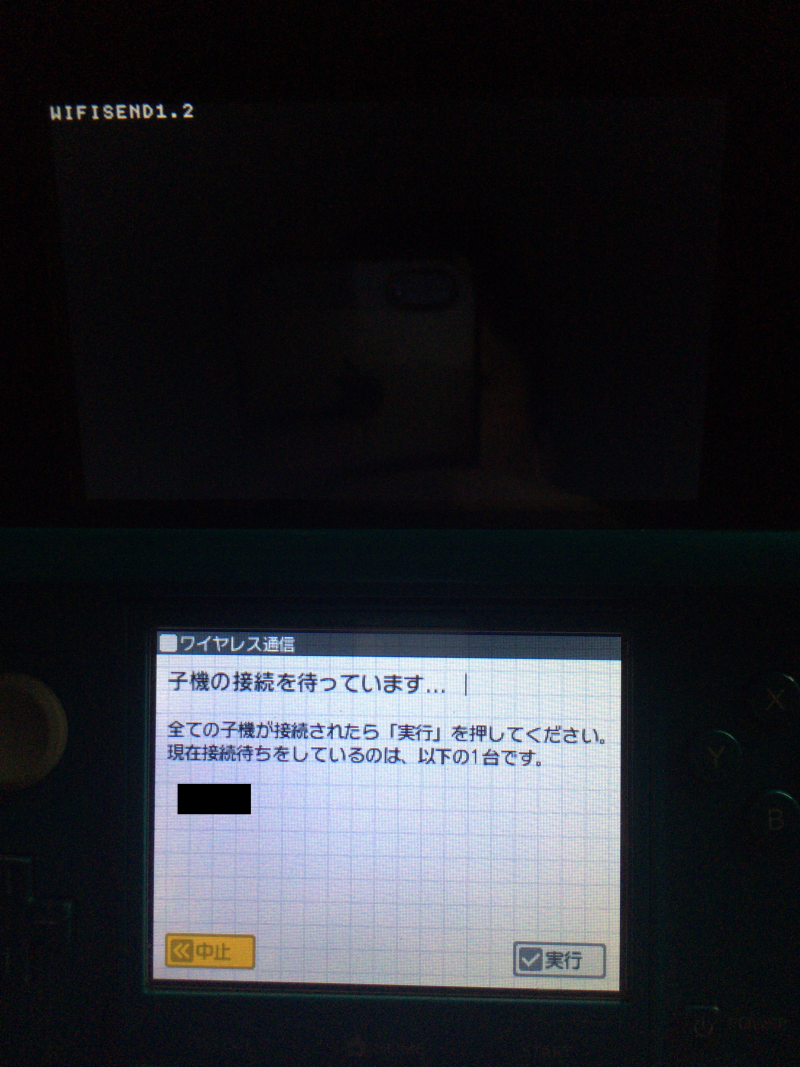 WIFISEND1.2
ワイヤレス通信
子機の接続を待っています...
全ての子機が接続されたら「実行」を押してください。
現在接続待ちをしているのは、以下の1台です。
中止
実行
X
Y
B
HOME
START
POWER